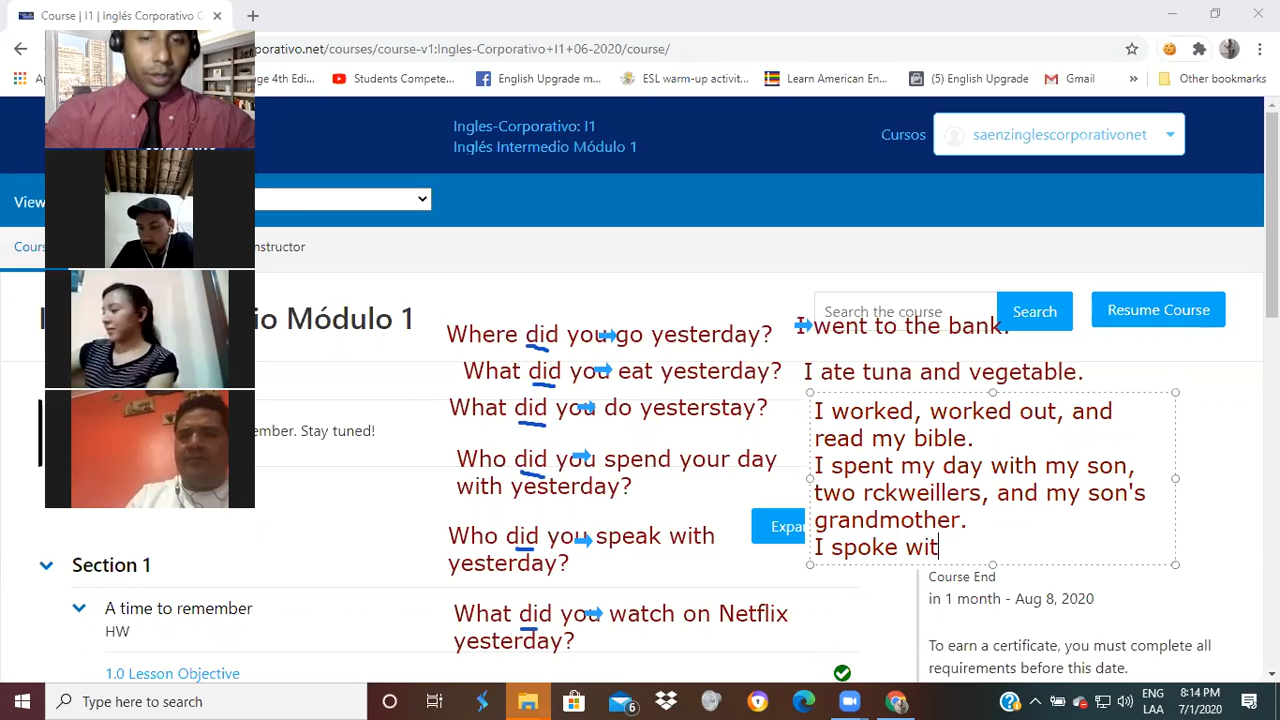 Course | I1 | Inglés Corporativo
orporativo.net/courses/course-v1:Ingles-Corporativo+I1+06-2020/course/
age 4th Edi...
Students Compete...
English Upgrade m...
ESL warm-up activit...
Learn American En...
(5) English Upgrade
Gmail
»
Other bookmarks
Ingles-Corporativo: I1
Inglés Intermedio Módulo 1
Cursos
saenzinglescorporativonet
View
Cours
nstructor
io Módulo 1
Search the course
Search
Resume Course
Where did you go yesterday?
I went to the bank.
What did you eat yesterday?
I ate tuna and vegetable.
What did you do yesterstay?
I worked, worked out, and
read my bible.
ember. Stay tuned!
Who did you spend your day
with yesterday?
I spent my day with my son,
two rckweillers, and my son's
grandmother.
Who did you speak with
yesterday?
I spoke wit
Expa
What did you watch on Netflix
yesterday?
Section 1
A time to remember
HW
1.0 Lesson Objective
Course End
in 1 month - Aug 8, 2020
To earn a certificate, you must complete all
requirements before this date.
Type here to search
6
ENG
LAA
8:14 PM
7/1/2020